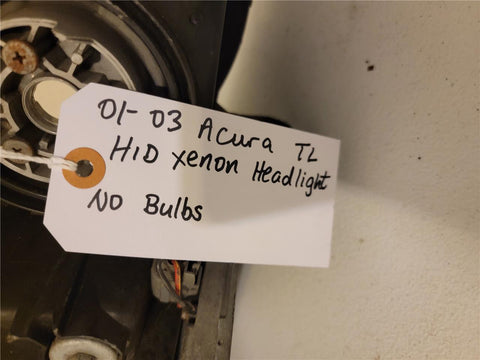 01-03 Acura TL
HID xenon Headlight
NO Bulbs